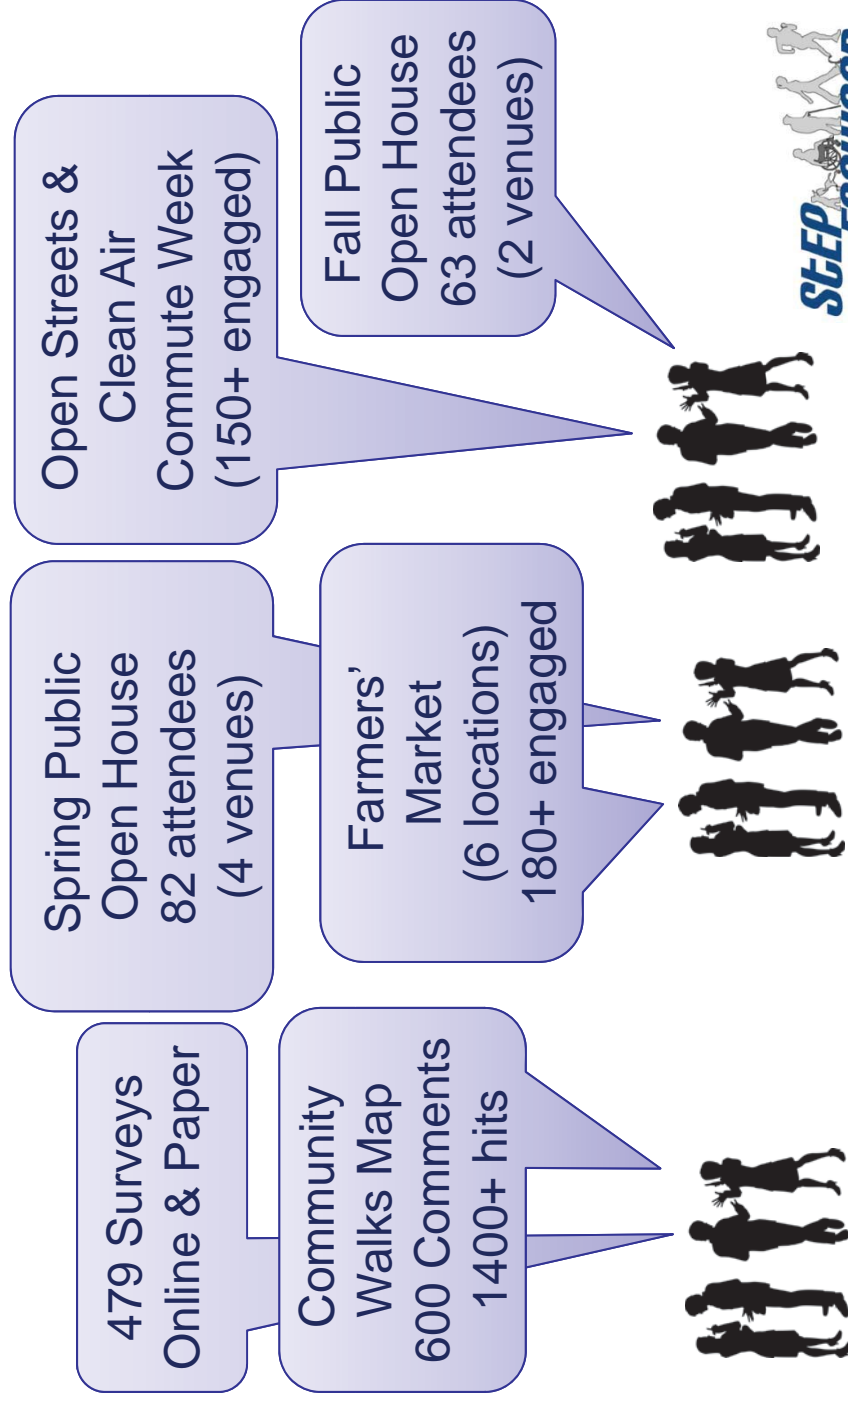 479 Surveys
Online & Paper
Community
Walks Map
600 Comments
1400+ hits
Spring Public
Open House
82 attendees
(4 venues)
Farmers’
Market
(6 locations)
180+ engaged
Open Streets &
Clean Air
Commute Week
(150+ engaged)
Fall Public
Open House
63 attendees
(2 venues)
StEP